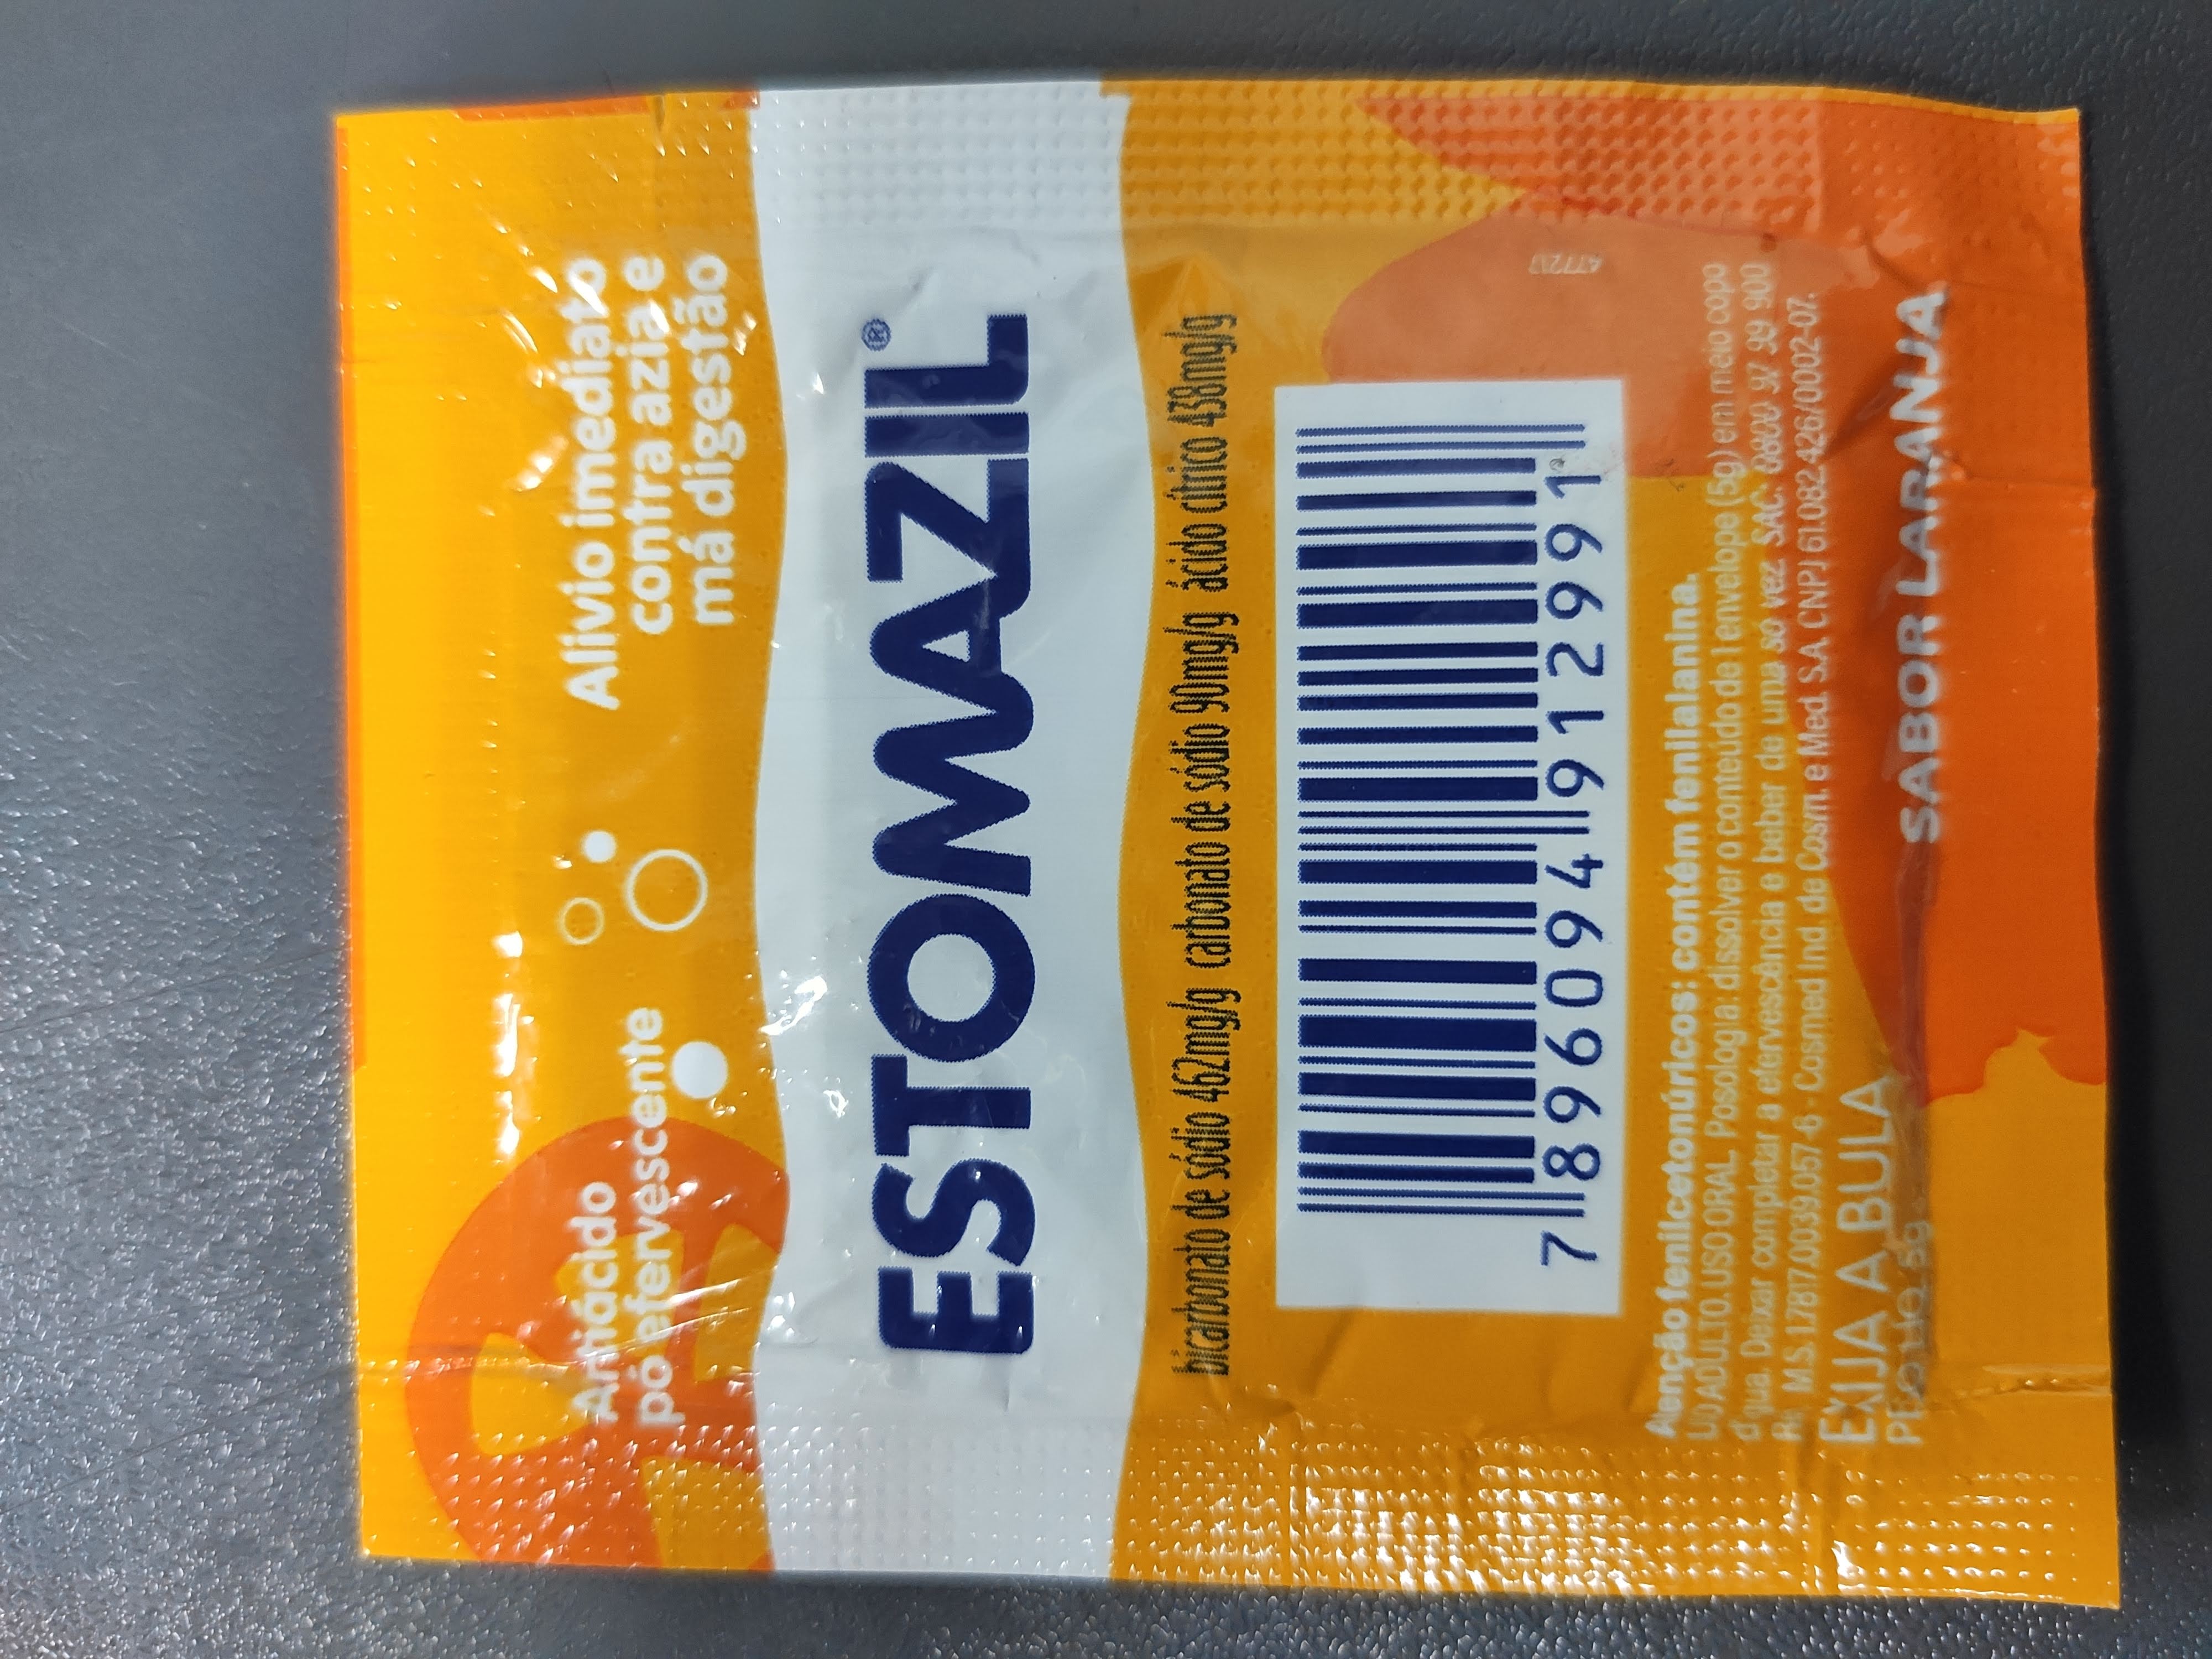 Antiácido
pó efervescente
Alivio imediato
contra azia e
má digestão
ESTOMAZIL®
bicarbonato de sódio 462mg/g carbonato de sódio 90mg/g ácido cítrico 438mg/g
7 896094 912991
Atenção fenilcetonúricos: contém fenilalanina.
ADULTO. USO ORAL. Posologia: dissolver o conteúdo de 1 envelope (5g) em meio copo
d'água. Deixar completar a efervescência e beber de uma só vez. SAC: 0800 97 99 900
M.S. 1.7817.0039.057-6 - Cosmed Ind. de Cosm. e Med. S.A. CNPJ 61.082.426/0002-07.
EXIJA A BULA
5g
SABOR LARANJA